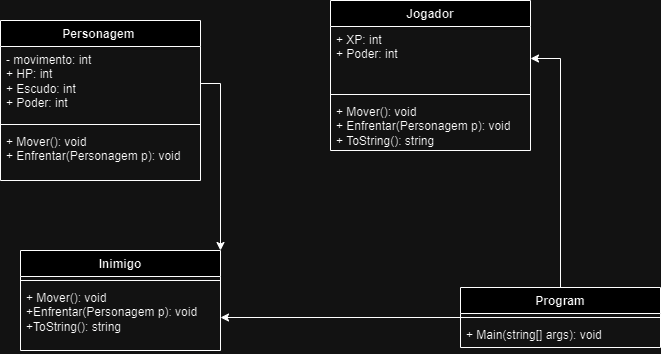 Personagem
- movimento: int
+ HP: int
+ Escudo: int
+ Poder: int
+ Mover(): void
+ Enfrentar(Personagem p): void
Jogador
+ XP: int
+ Poder: int
+ Mover(): void
+ Enfrentar(Personagem p): void
+ ToString(): string
Inimigo
+ Mover(): void
+Enfrentar(Personagem p): void
+ToString(): string
Program
+ Main(string[] args): void